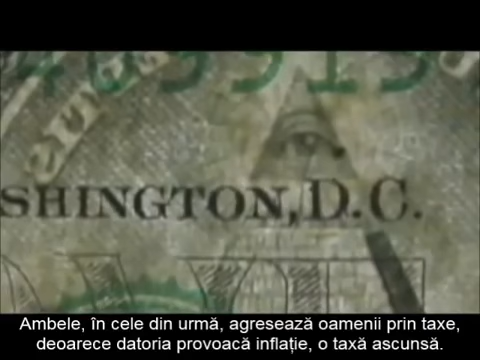 SHINGTON, D.C.
Ambele, în cele din urmă, agresează oamenii prin taxe,
deoarece datoria provoacă inflație, o taxă ascunsă.